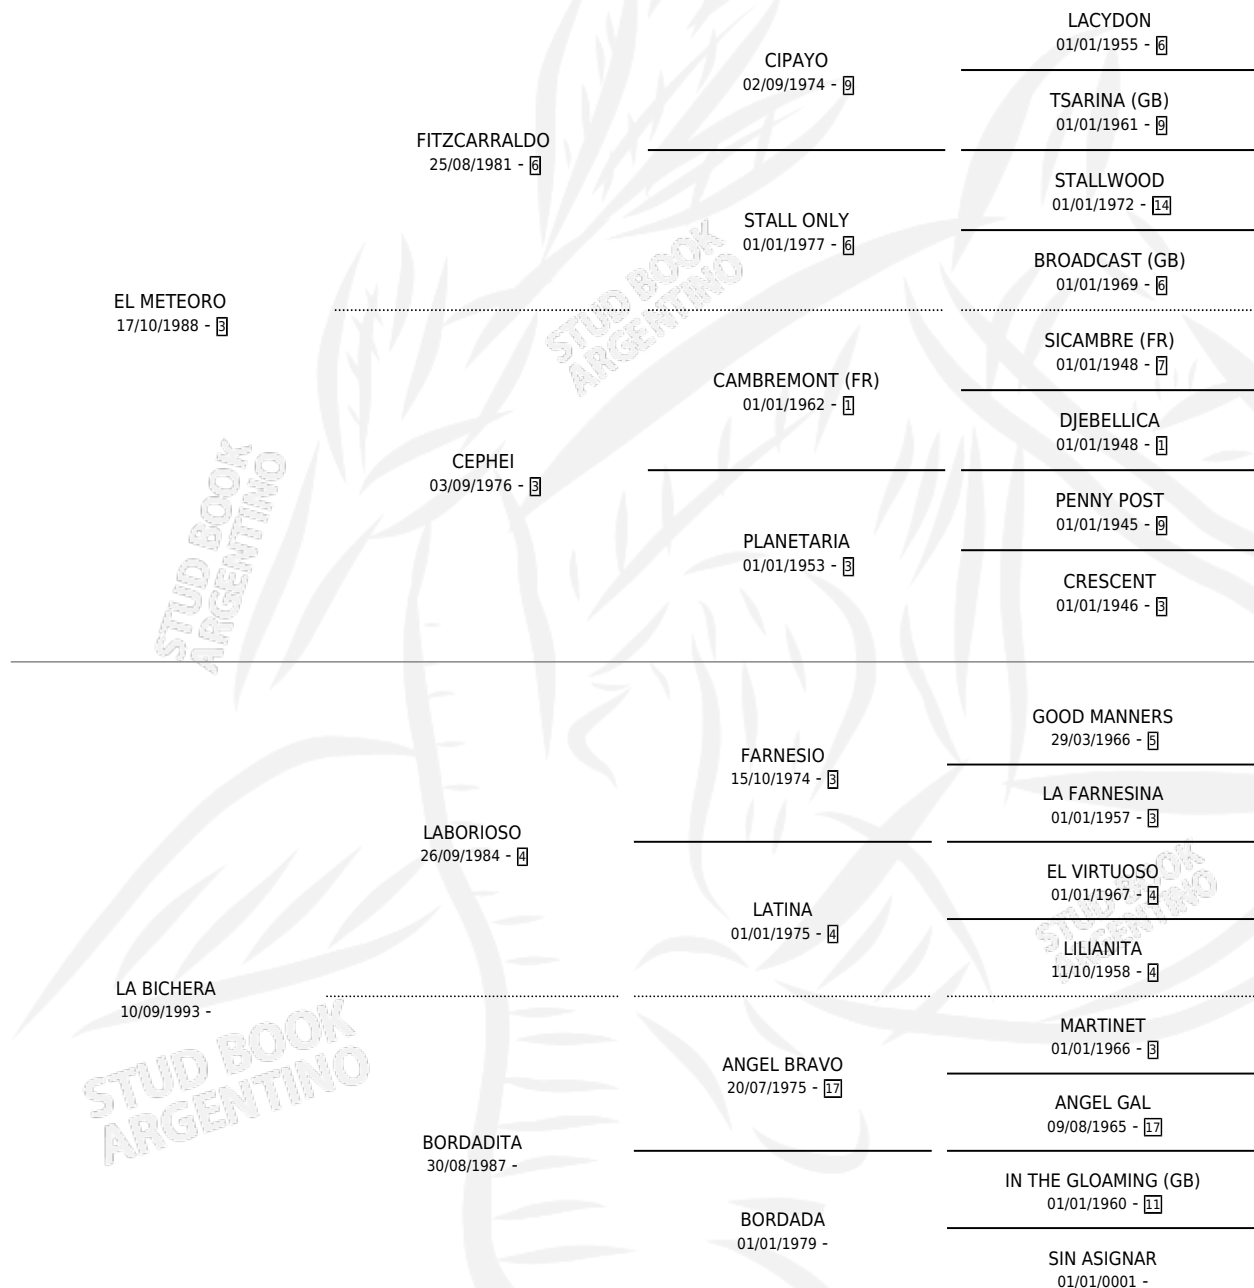 LACYDON
01/01/1955 - 6
CIPAYO
02/09/1974 - 9
TSARINA (GB)
01/01/1961 - 9
FITZCARRALDO
25/08/1981 - 6
STALLWOOD
01/01/1972 - 14
STALL ONLY
01/01/1977 - 6
BROADCAST (GB)
01/01/1969 - 6
EL METEORO
17/10/1988 - 3
STUD BOOK
ARGENTINO
SICAMBRE (FR)
01/01/1948 - 7
CAMBREMONT (FR)
01/01/1962 - 1
DJEBELLICA
01/01/1948 - 1
CEPHEI
03/09/1976 - 3
PENNY POST
01/01/1945 - 9
PLANETARIA
01/01/1953 - 3
CRESCENT
01/01/1946 - 3
STUD BOOK
ARGENTINO
GOOD MANNERS
29/03/1966 - 5
FARNESIO
15/10/1974 - 3
LA FARNESINA
01/01/1957 - 3
LABORIOSO
26/09/1984 - 4
EL VIRTUOSO
01/01/1967 - 4
LATINA
01/01/1975 - 4
STUD BOOK
ARGENTINO
LILIANITA
11/10/1958 - 4
LA BICHERA
10/09/1993 -
MARTINET
01/01/1966 - 3
ANGEL BRAVO
20/07/1975 - 17
STUD BOOK
ARGENTINO
ANGEL GAL
09/08/1965 - 17
BORDADITA
30/08/1987 -
IN THE GLOAMING (GB)
01/01/1960 - 11
BORDADA
01/01/1979 -
SIN ASIGNAR
01/01/0001 -